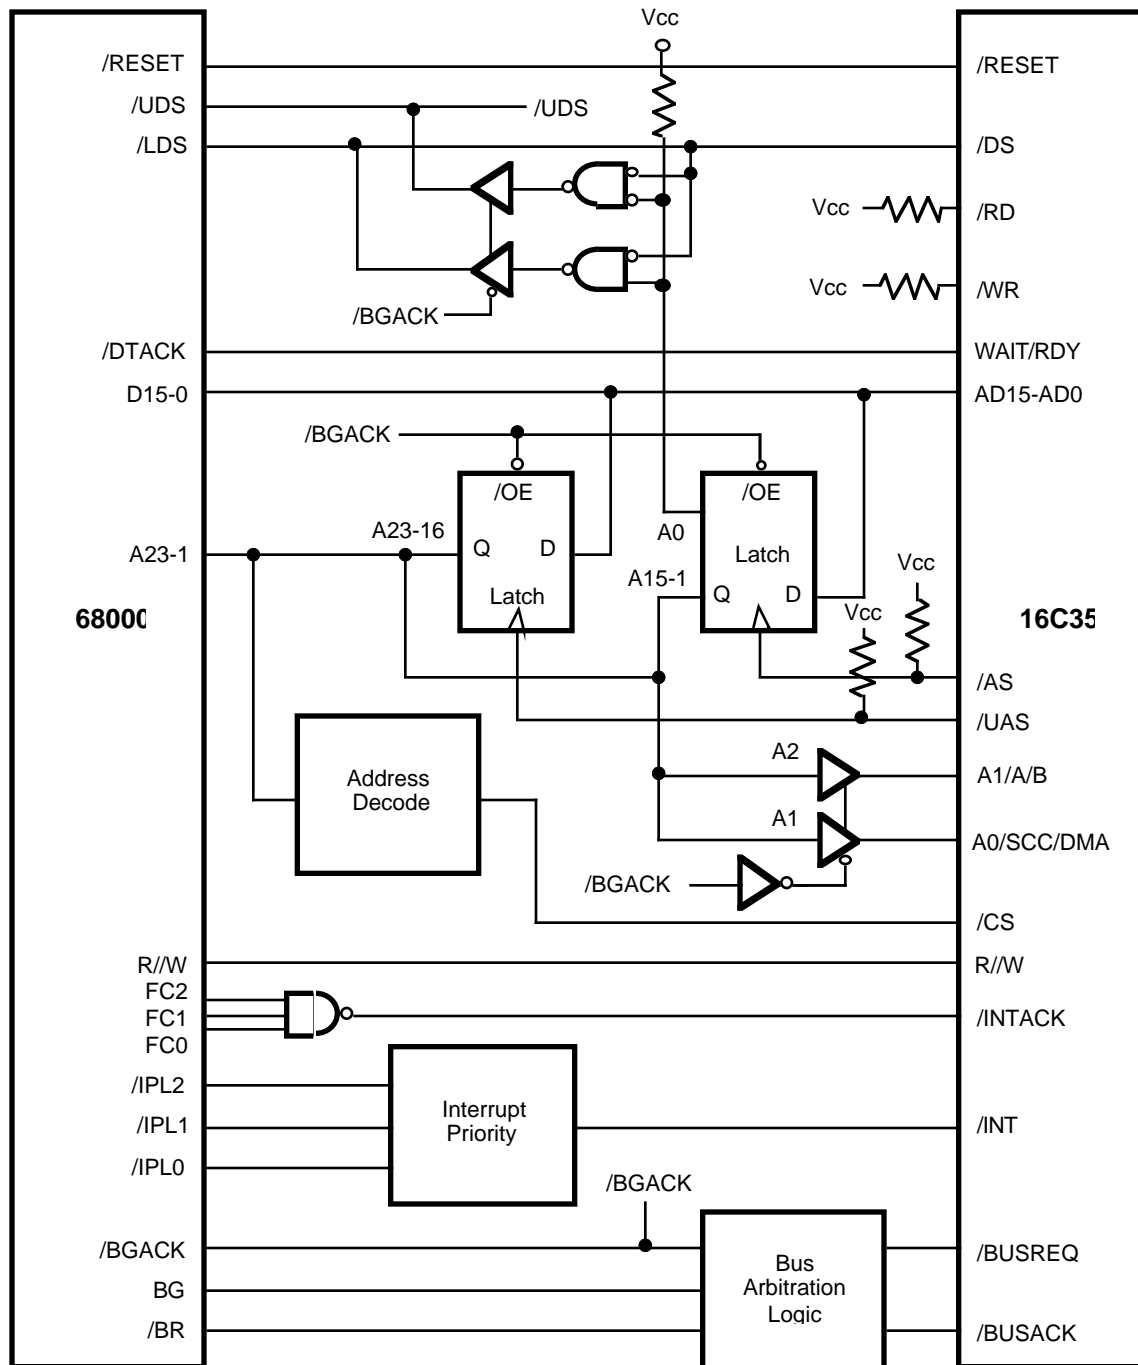 Vcc
/RESET
/RESET
/UDS
/UDS
/LDS
/DS
Vcc
/RD
Vcc
/WR
/BGACK
/DTACK
WAIT/RDY
D15-0
AD15-AD0
/BGACK
/OE
/OE
A23-16
A0
A23-1
Q
D
Latch
Vcc
A15-1
Latch
Q
D
Vcc
68000
16C35
/AS
/UAS
A2
Address
Decode
A1/A/B
A1
A0/SCC/DMA
/BGACK
/CS
R//W
R//W
FC2
FC1
/INTACK
FC0
/IPL2
Interrupt
Priority
/IPL1
/INT
/IPL0
/BGACK
/BGACK
/BUSREQ
Bus
Arbitration
Logic
BG
/BR
/BUSACK